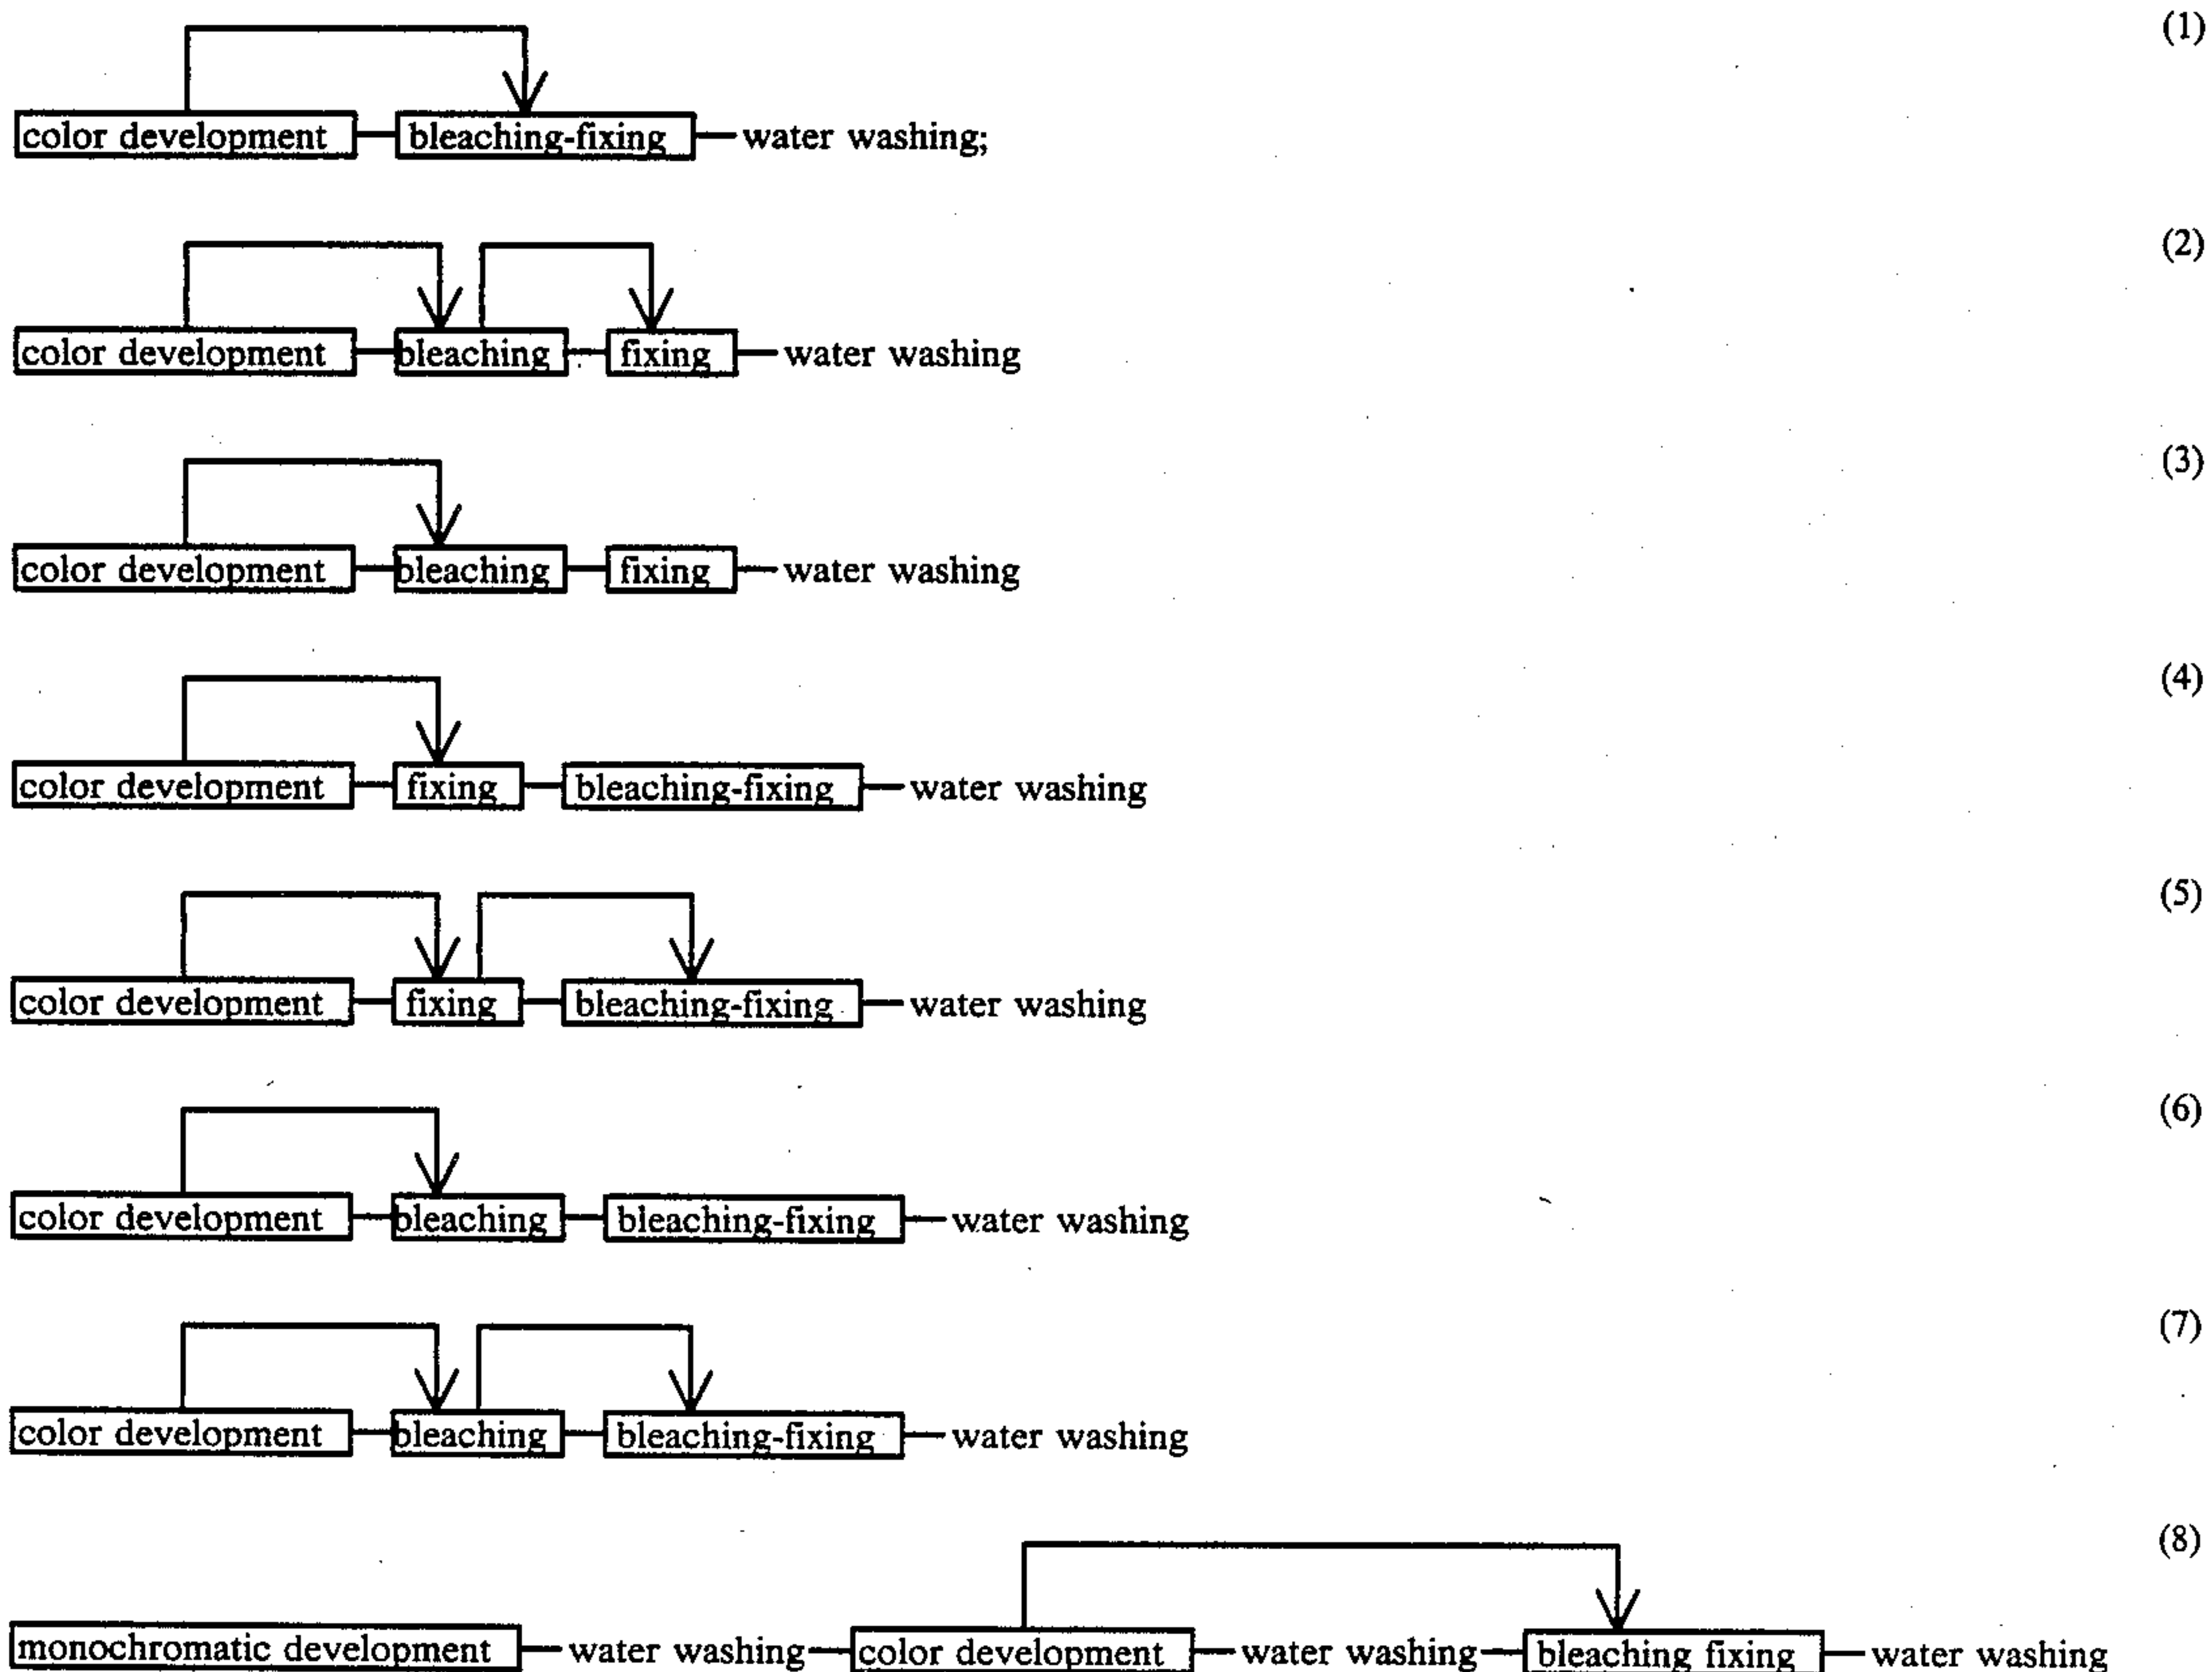 (1)
color development bleaching-fixing water washing;
(2)
color development bleaching fixing water washing
(3)
color development bleaching fixing water washing
(4)
color development fixing bleaching-fixing water washing
(5)
color development fixing bleaching-fixing water washing
(6)
color development bleaching bleaching-fixing water washing
(7)
color development bleaching bleaching-fixing water washing
(8)
monochromatic development water washing color development water washing bleaching fixing water washing